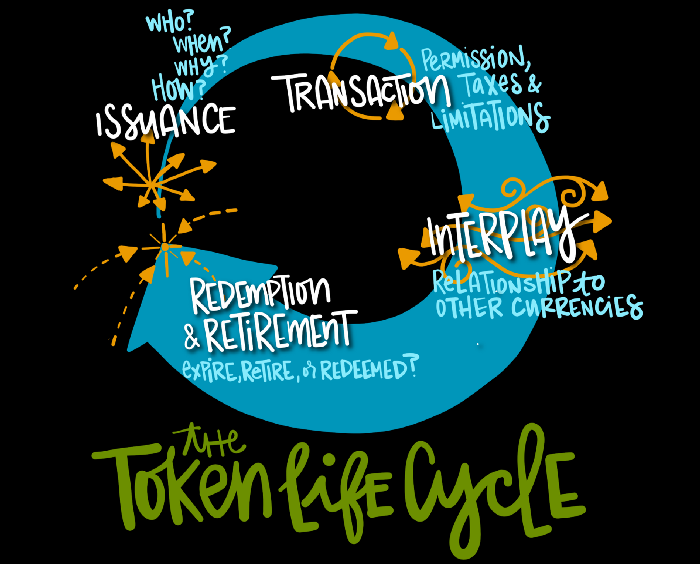 WHO?
WHEN?
WHY?
HOW?
ISSUANCE
TRANSACTION
PERMISSION,
TAXES &
LIMITATIONS
INTERPLAY
RELATIONSHIP to
OTHER CURRENCIES
REDEMPTION
& RETIREMENT
EXPIRE, RETIRE, or REDEEMED?
the
Token Life Cycle